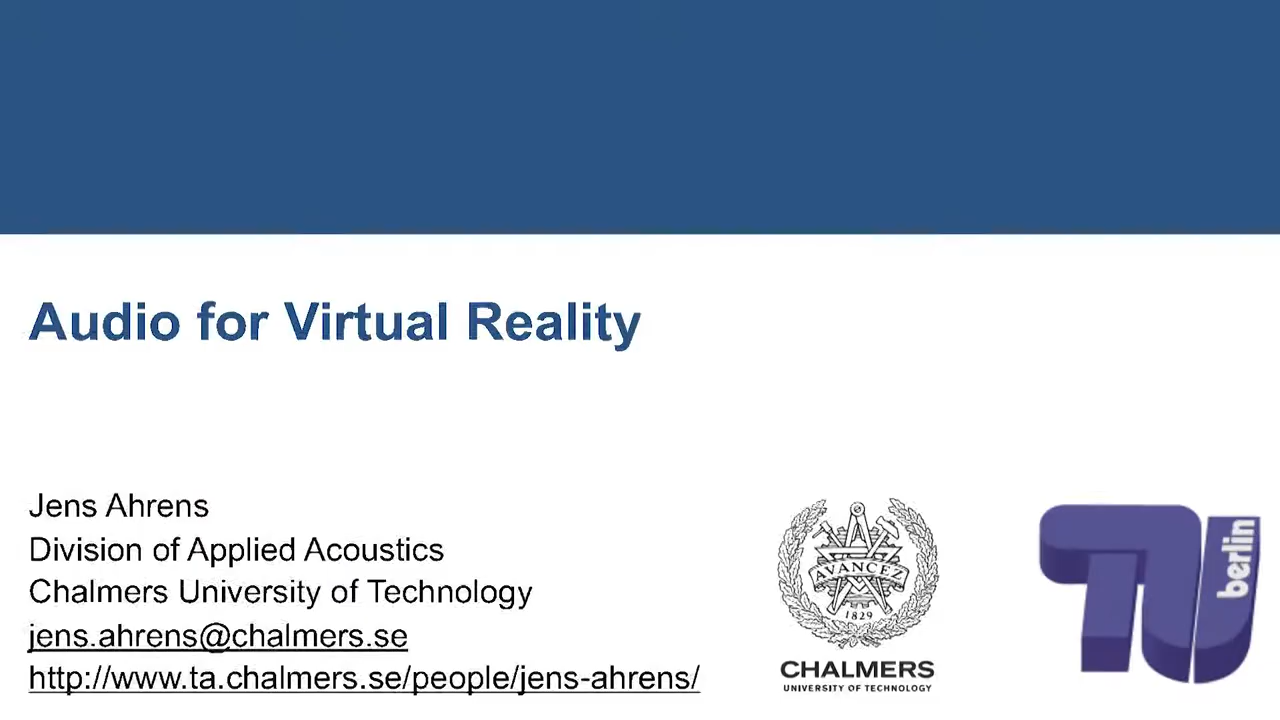 Audio for Virtual Reality
Jens Ahrens
Division of Applied Acoustics
Chalmers University of Technology
jens.ahrens@chalmers.se
http://www.ta.chalmers.se/people/jens-ahrens/
AVANCEZ
1829
CHALMERS
UNIVERSITY OF TECHNOLOGY
TU
berlin